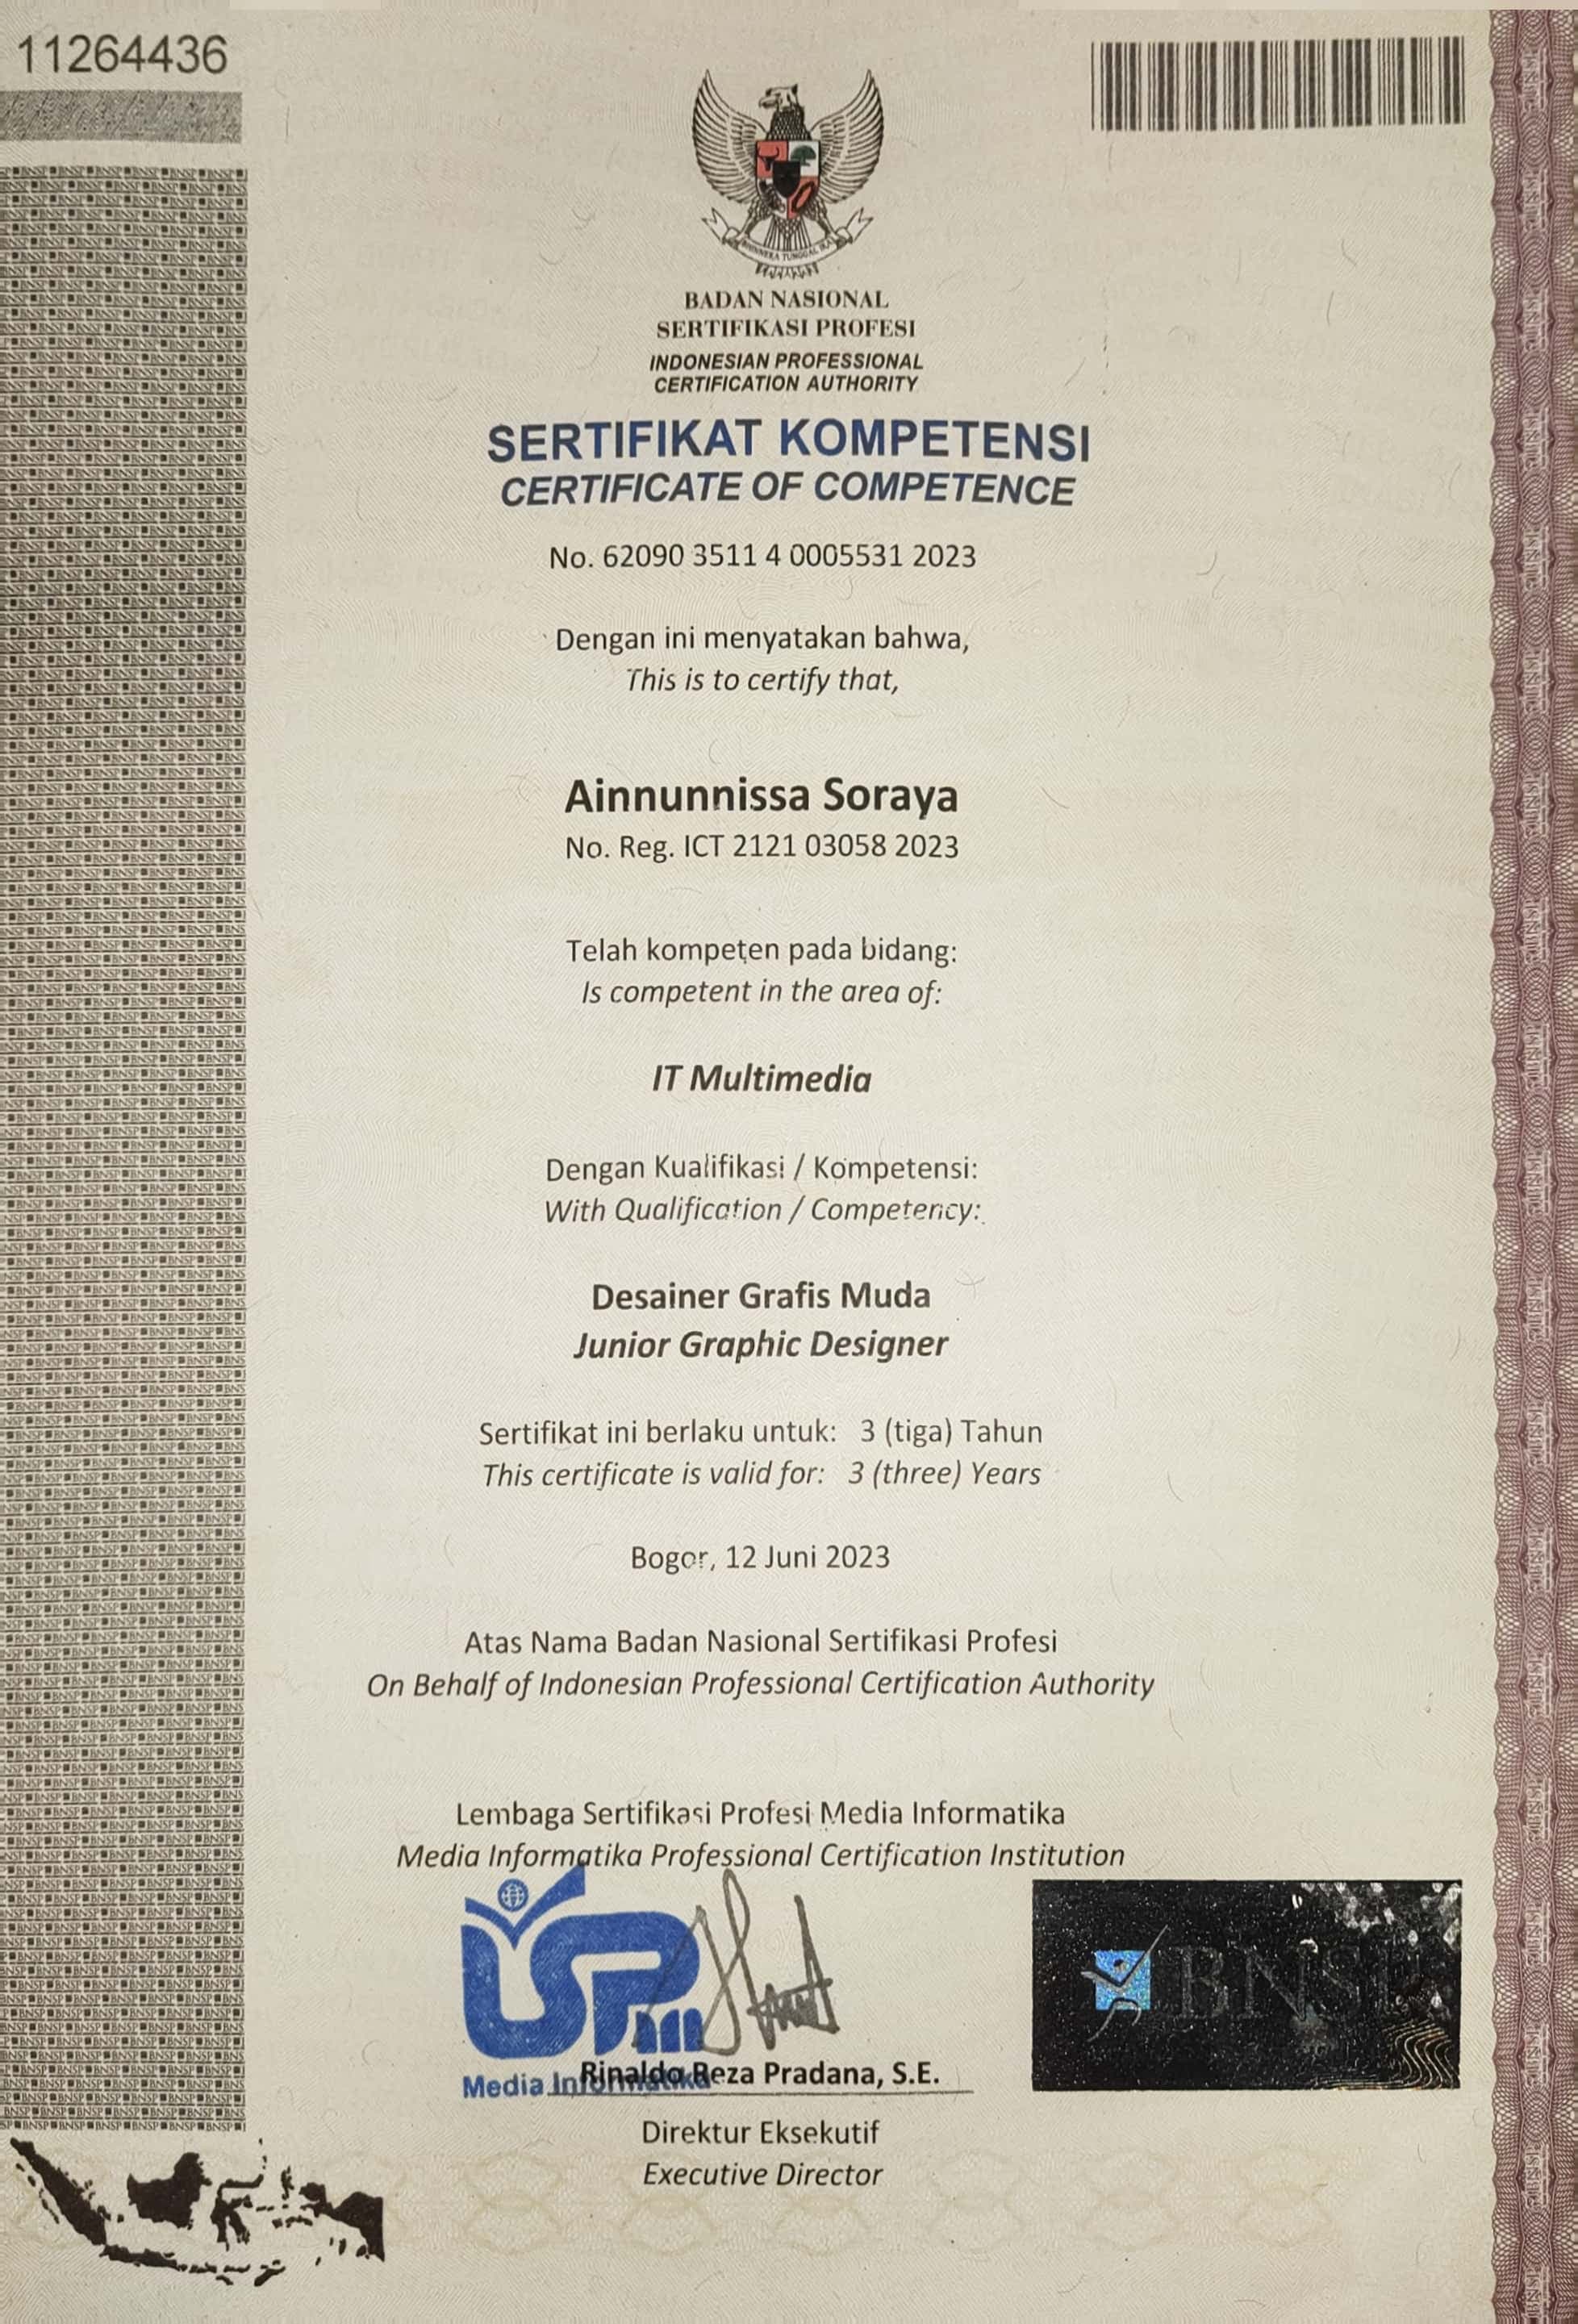 11264436
BHINNEKA TUNGGAL IKA
BADAN NASIONAL
SERTIFIKASI PROFESI
INDONESIAN PROFESSIONAL
CERTIFICATION AUTHORITY
SERTIFIKAT KOMPETENSI
CERTIFICATE OF COMPETENCE
No. 62090 3511 4 0005531 2023
Dengan ini menyatakan bahwa,
This is to certify that,
Ainnunnissa Soraya
No. Reg. ICT 2121 03058 2023
Telah kompeten pada bidang:
Is competent in the area of:
IT Multimedia
Dengan Kualifikasi / Kompetensi:
With Qualification / Competency:
Desainer Grafis Muda
Junior Graphic Designer
Sertifikat ini berlaku untuk: 3 (tiga) Tahun
This certificate is valid for: 3 (three) Years
Bogor, 12 Juni 2023
Atas Nama Badan Nasional Sertifikasi Profesi
On Behalf of Indonesian Professional Certification Authority
Lembaga Sertifikasi Profesi Media Informatika
Media Informatika Professional Certification Institution
LSPm
Media Informatika
BNSP
Rinaldo Reza Pradana, S.E.
Direktur Eksekutif
Executive Director